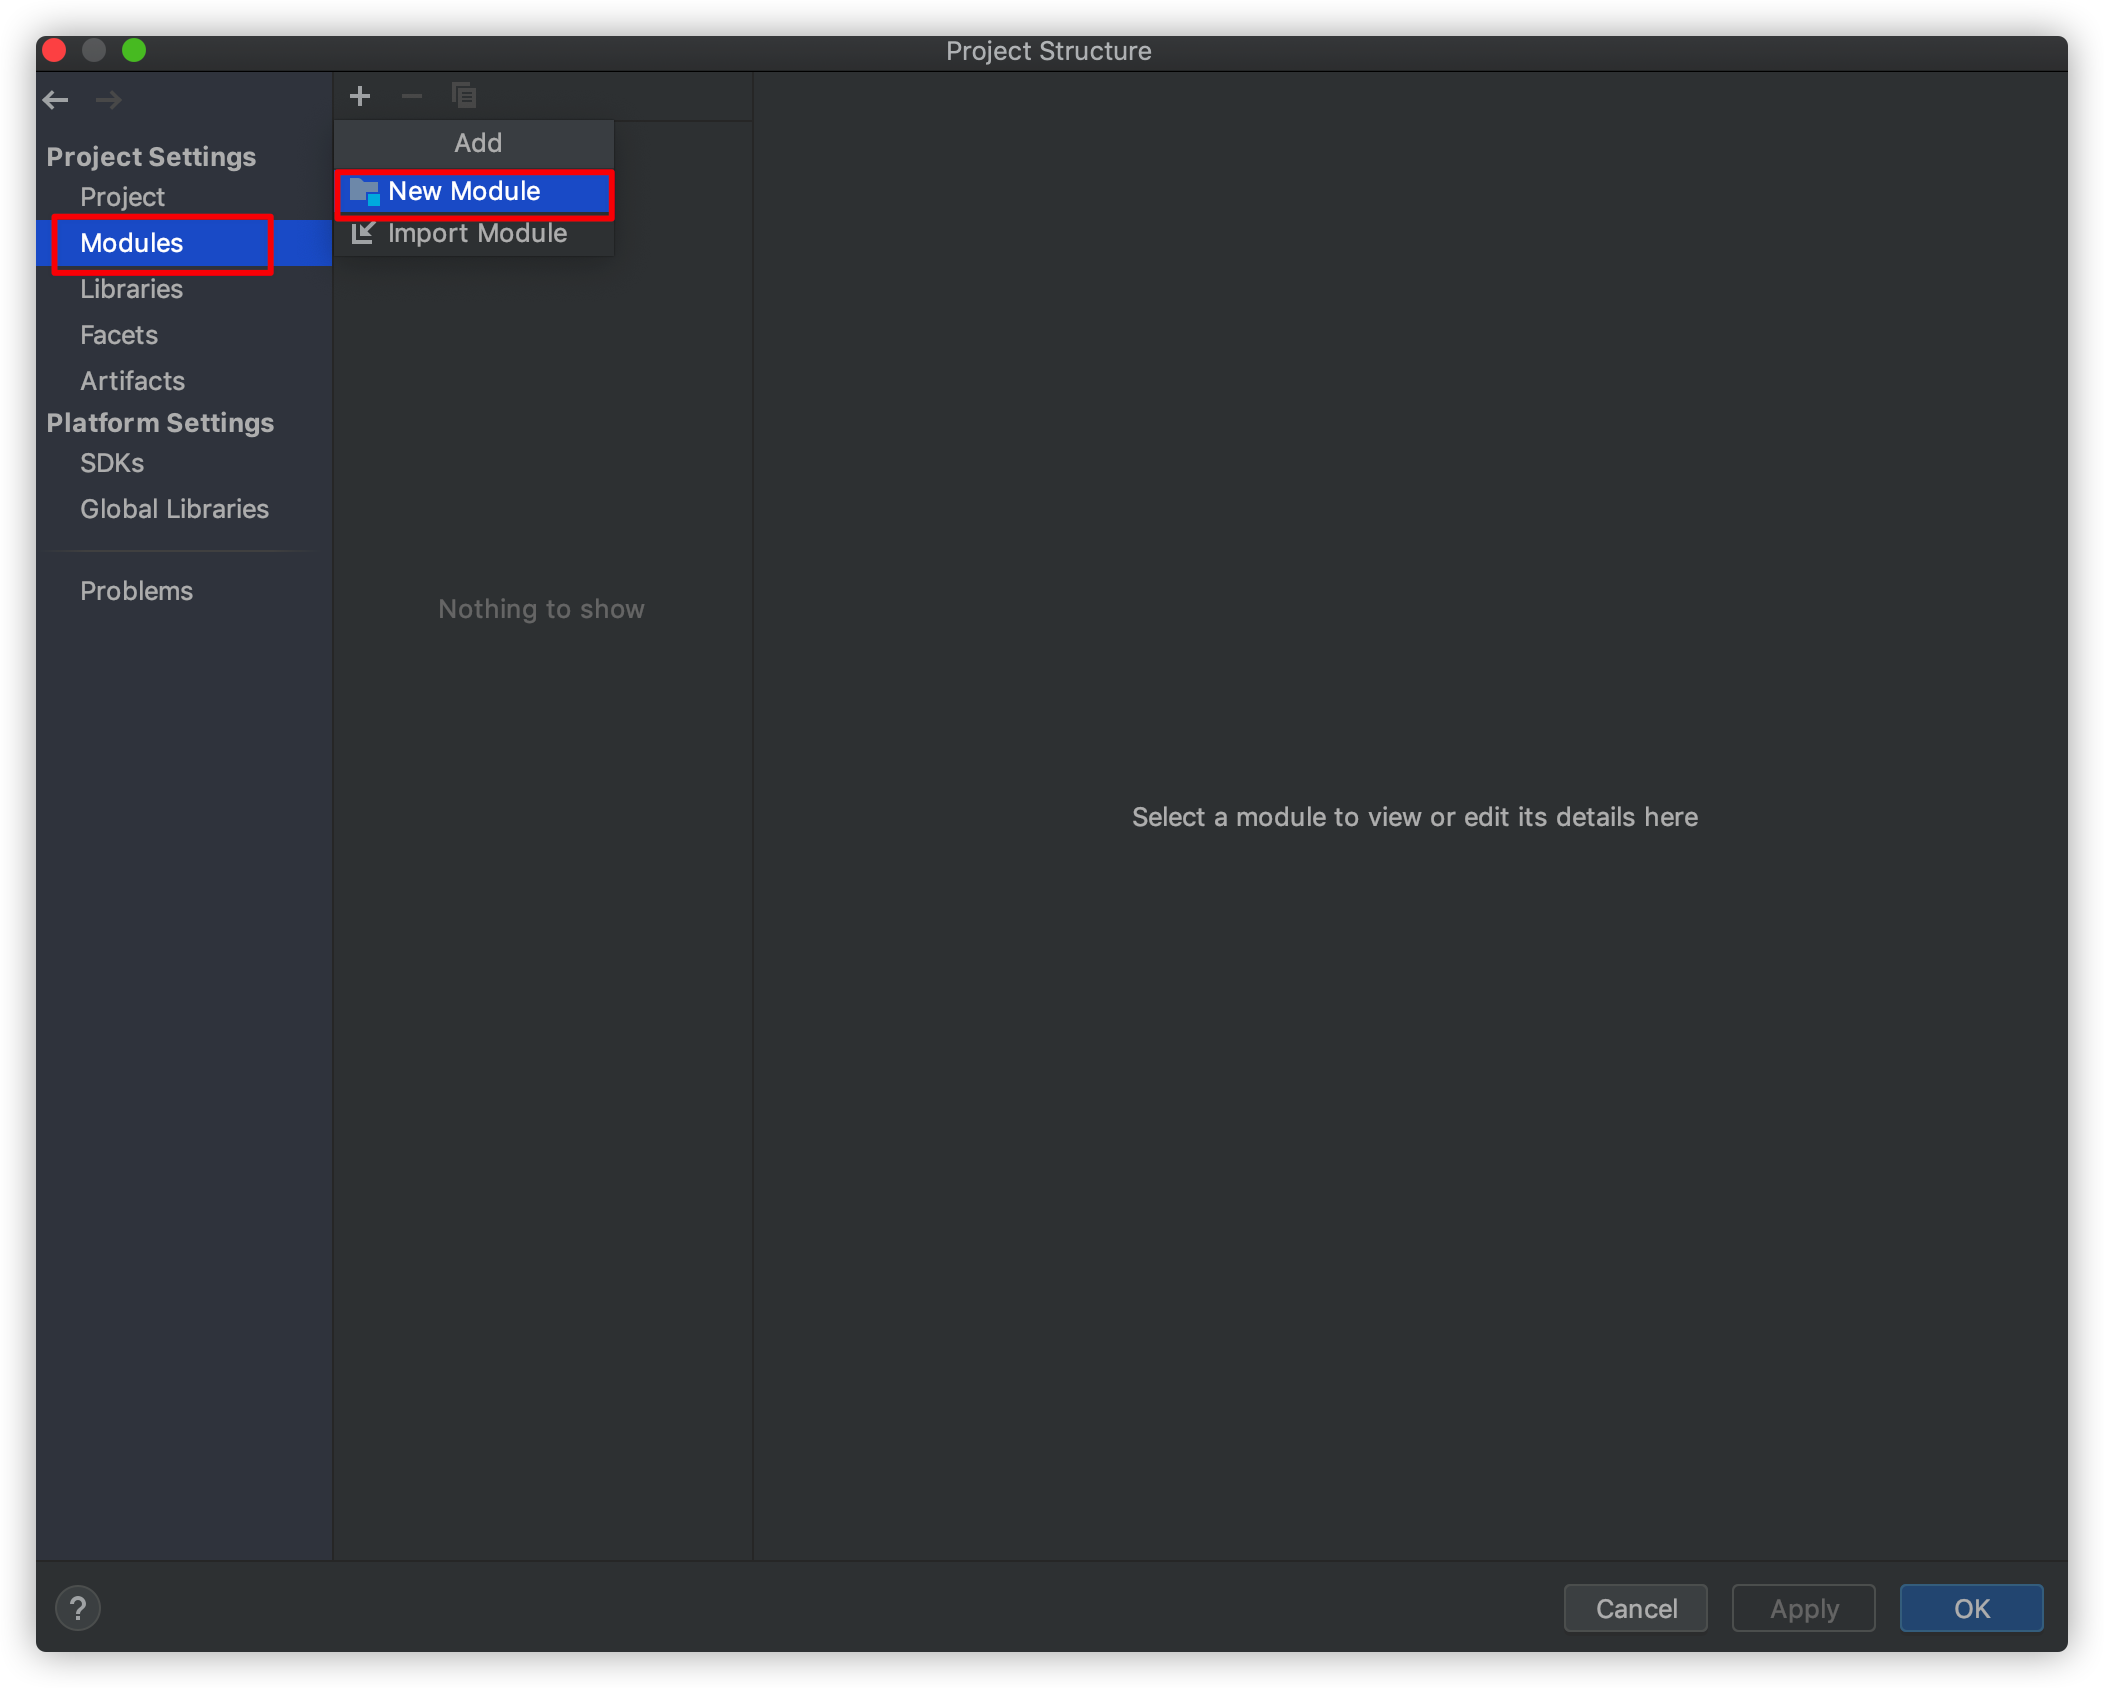 Project Structure
Project Settings
Project
Modules
Libraries
Facets
Artifacts
Platform Settings
SDKs
Global Libraries
Problems
Add
New Module
Import Module
Nothing to show
Select a module to view or edit its details here
?
Cancel
Apply
OK